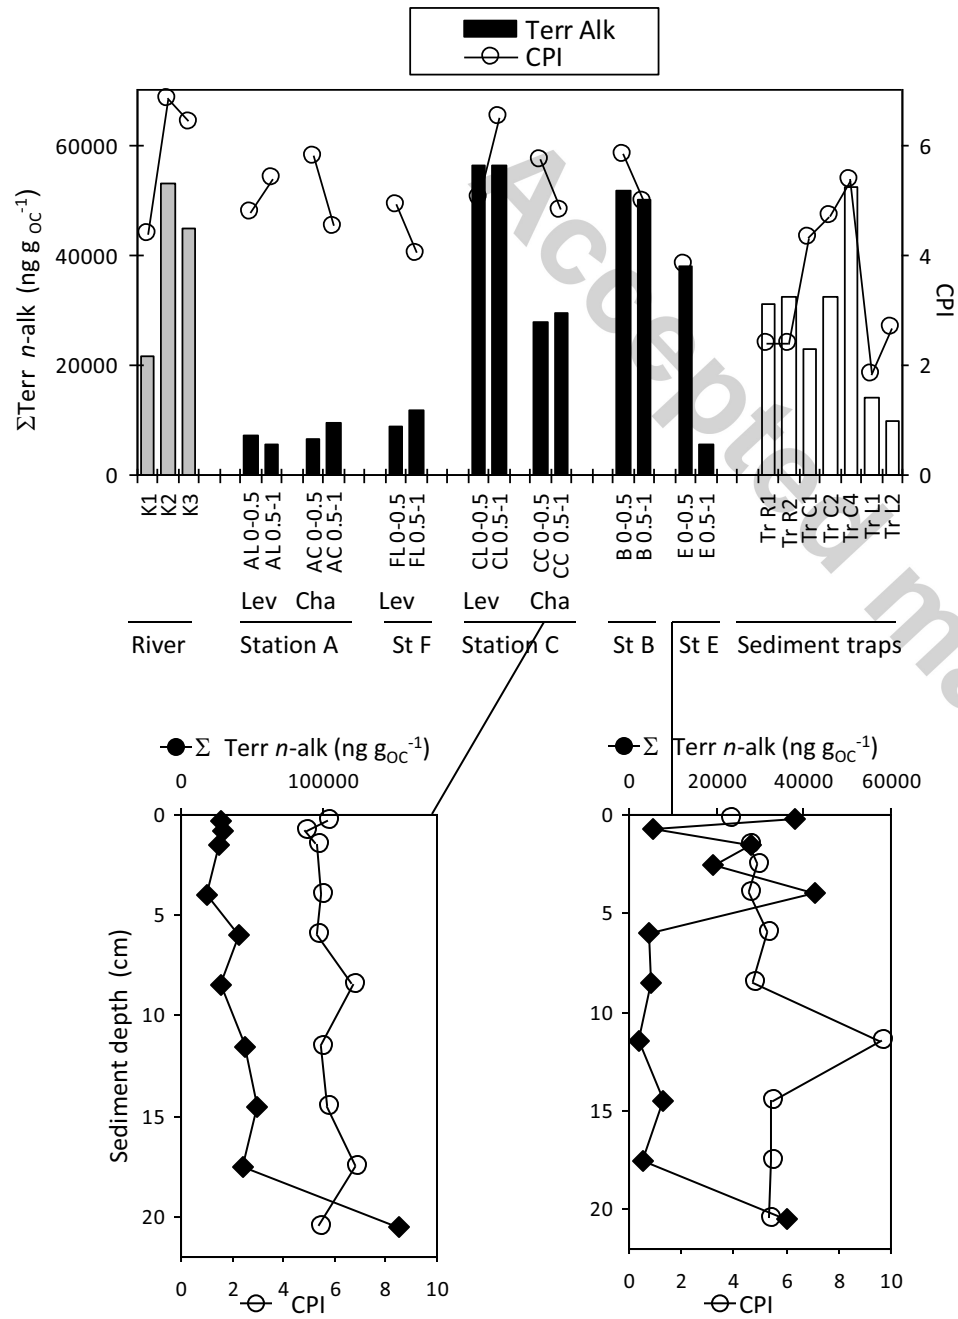 Terr Alk
CPI
ΣTerr n-alk (ng g OC-1)
60000
40000
20000
0
6
4
2
0
CPI
K1
K2
K3
AL 0-0.5
AL 0.5-1
AC 0-0.5
AC 0.5-1
FL 0-0.5
FL 0.5-1
CL 0-0.5
CL 0.5-1
CC 0-0.5
CC 0.5-1
B 0-0.5
B 0.5-1
E 0-0.5
E 0.5-1
Tr R1
Tr R2
Tr C1
Tr C2
Tr C4
Tr L1
Tr L2
Lev Cha Lev Lev Cha
River Station A St F Station C St B St E Sediment traps
Accepted ma
Σ Terr n-alk (ng gOC-1)
0 100000
Sediment depth (cm)
0
5
10
15
20
0 2 4 6 8 10
CPI
Σ Terr n-alk (ng gOC-1)
0 20000 40000 60000
0
5
10
15
20
0 2 4 6 8 10
CPI